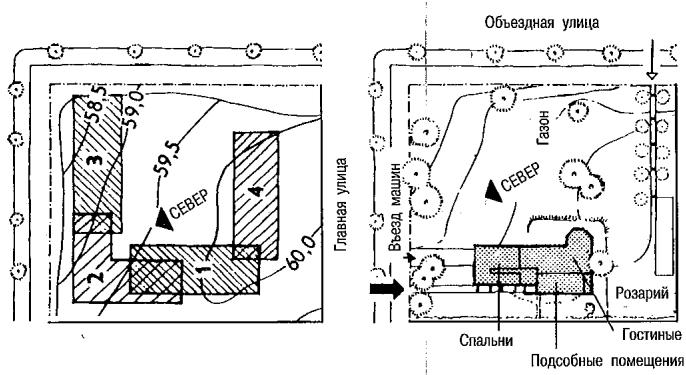 Объездная улица
58,5
59,0
59,5
60,0
3
4
2
1
СЕВЕР
Главная улица
Въезд машин
Газон
СЕВЕР
Розарий
Гостиные
Спальни
Подсобные помещения